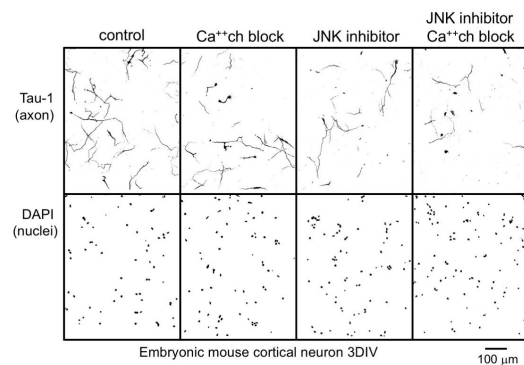 control
Ca⁺⁺ch block
JNK inhibitor
JNK inhibitor
Ca⁺⁺ch block
Tau-1
(axon)
DAPI
(nuclei)
Embryonic mouse cortical neuron 3DIV
100 μm